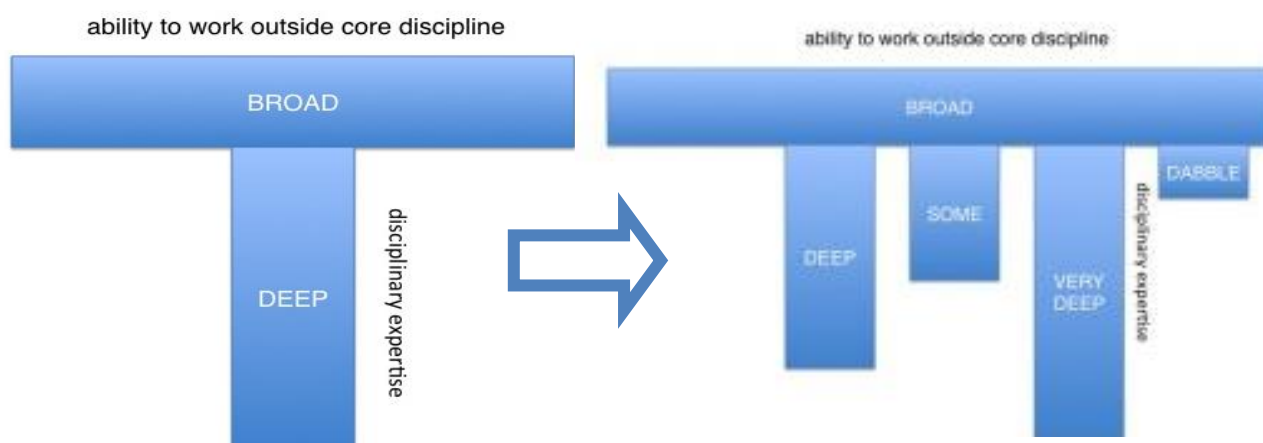 ability to work outside core discipline
BROAD
DEEP
disciplinary expertise
ability to work outside core discipline
BROAD
DEEP
SOME
VERY
DEEP
disciplinary expertise
DABBLE